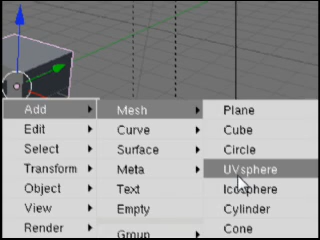 Add
Edit
Select
Transform
Object
View
Render
Mesh
Curve
Surface
Meta
Text
Empty
Group
Plane
Cube
Circle
UVsphere
Icosphere
Cylinder
Cone